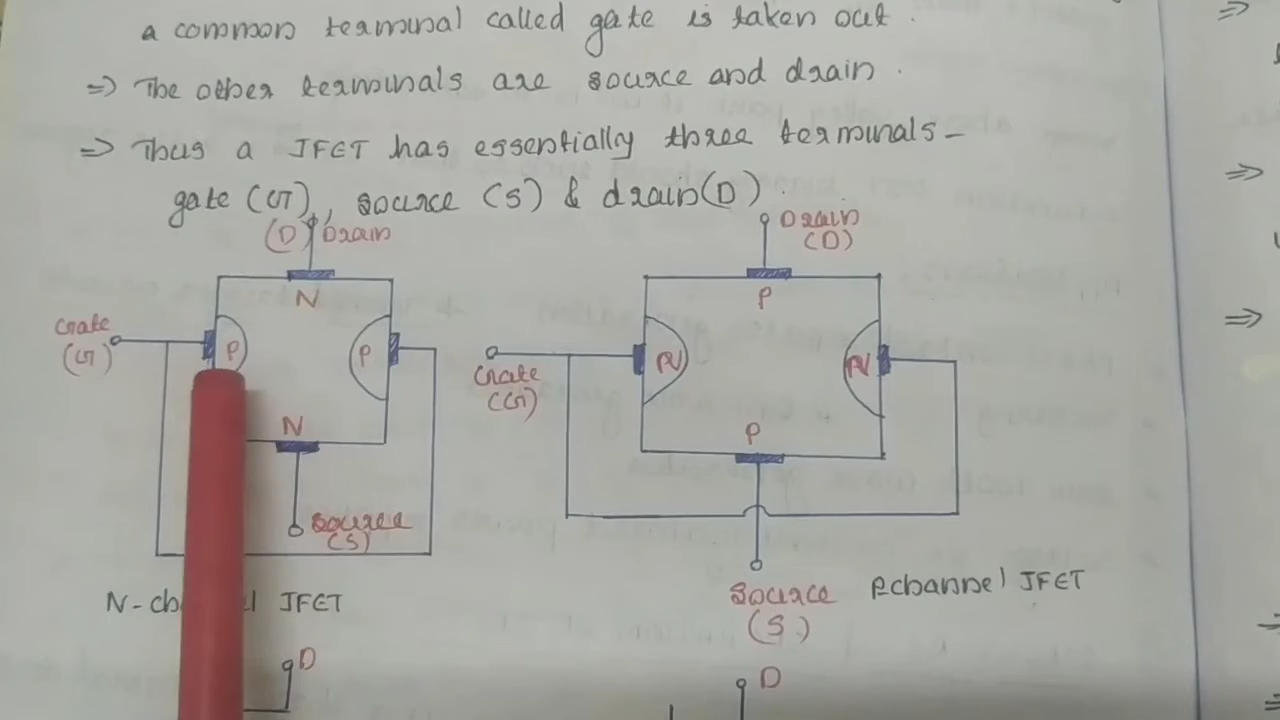 a common terminal called gate is taken out.
=> The other terminals are source and drain.
=> Thus a JFET has essentially three terminals-
gate (G), source (S) & drain(D).
(D) Drain
N
Gate
(G)
P
P
N
Source
(S)
JFET
D
Drain
(D)
P
Gate
(G)
N
N
P
Source
(S)
P channel JFET
D
=>
=>
=>